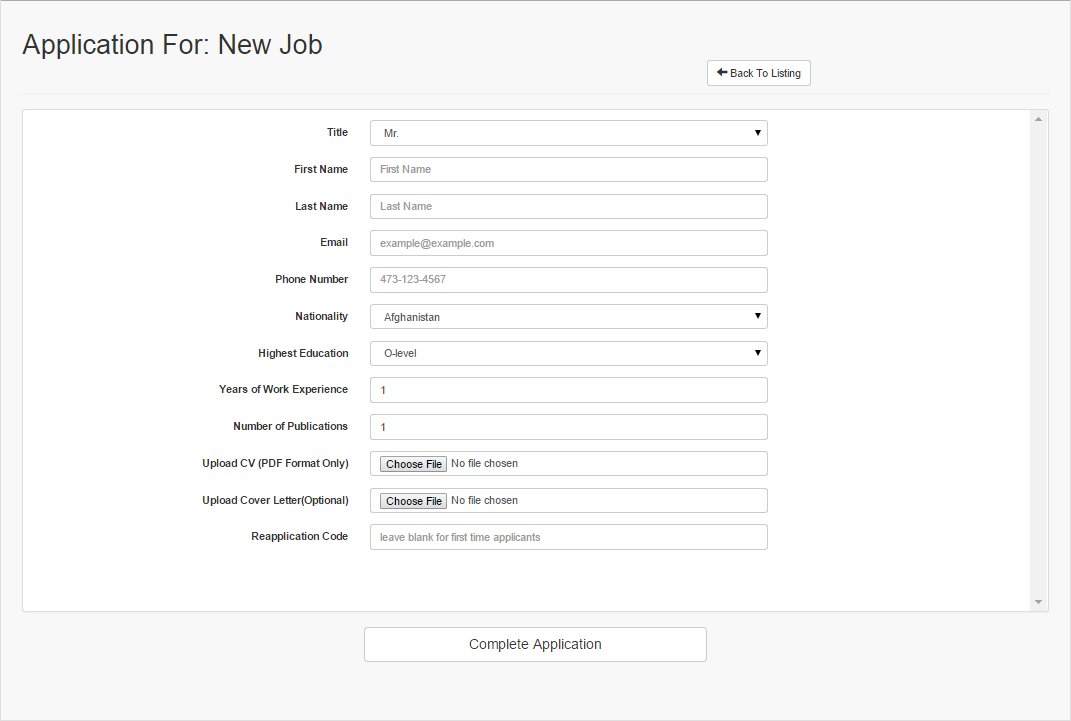 Application For: New Job
Back To Listing
Title
Mr.
First Name
First Name
Last Name
Last Name
Email
example@example.com
Phone Number
473-123-4567
Nationality
Afghanistan
Highest Education
O-level
Years of Work Experience
1
Number of Publications
1
Upload CV (PDF Format Only)
Choose File No file chosen
Upload Cover Letter(Optional)
Choose File No file chosen
Reapplication Code
leave blank for first time applicants
Complete Application